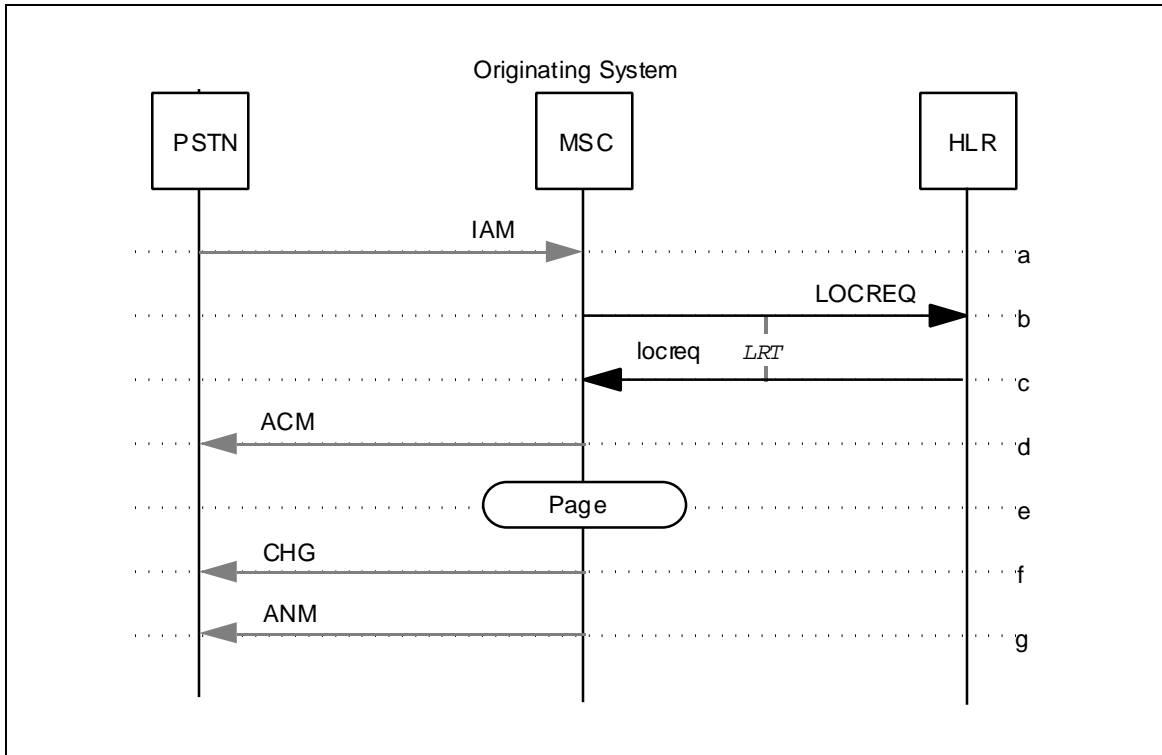 Originating System
PSTN
MSC
HLR
IAM
a
LOCREQ
b
locreq
LRT
c
ACM
d
Page
e
CHG
f
ANM
g